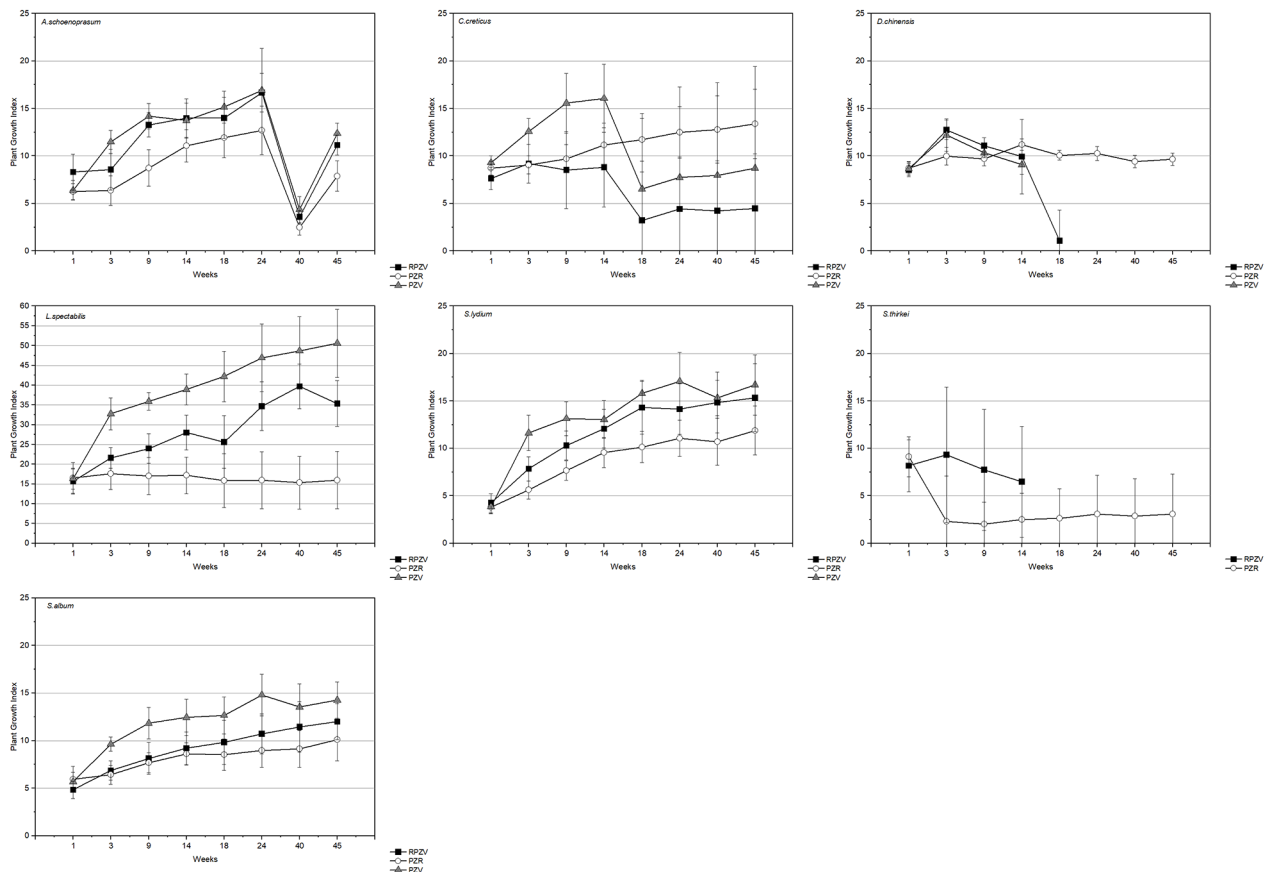 A.schoenoprasum
25
20
15
10
5
0
Plant Growth Index
1 3 9 14 18 24 40 45
Weeks
RPZV
PZR
PZV
C.creticus
25
20
15
10
5
0
Plant Growth Index
1 3 9 14 18 24 40 45
Weeks
RPZV
PZR
PZV
D.chinensis
25
20
15
10
5
0
Plant Growth Index
1 3 9 14 18 24 40 45
Weeks
RPZV
PZR
PZV
L.spectabilis
60
55
50
45
40
35
30
25
20
15
10
5
0
Plant Growth Index
1 3 9 14 18 24 40 45
Weeks
RPZV
PZR
PZV
S.lydium
25
20
15
10
5
0
Plant Growth Index
1 3 9 14 18 24 40 45
Weeks
RPZV
PZR
PZV
S.thirkei
25
20
15
10
5
0
Plant Growth Index
1 3 9 14 18 24 40 45
Weeks
RPZV
PZR
S.album
25
20
15
10
5
0
Plant Growth Index
1 3 9 14 18 24 40 45
Weeks
RPZV
PZR
PZV